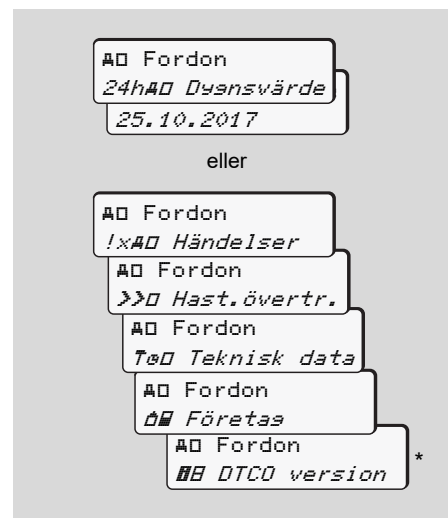 Fordon
24h Dygnsvärde
25.10.2017
eller
Fordon
!x Händelser
Fordon
>> Hast.övertr.
Fordon
Teknisk data
Fordon
Företag
Fordon
DTCO version
*